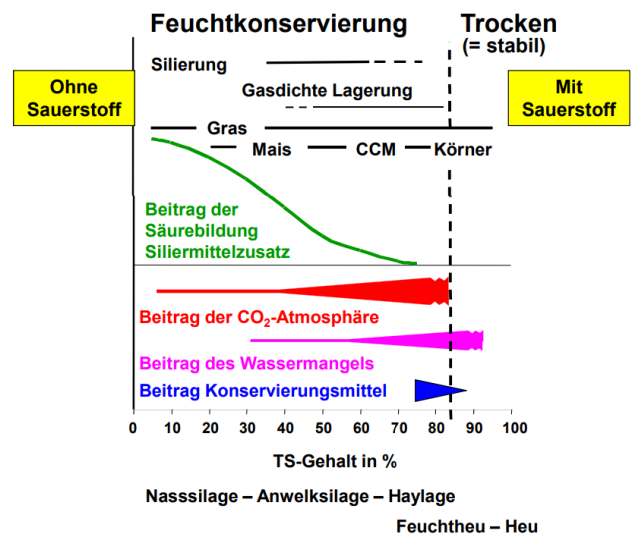 Feuchtkonservierung
Trocken
(= stabil)
Silierung
Ohne
Sauerstoff
Gasdichte Lagerung
Mit
Sauerstoff
Gras
Mais
CCM
Körner
Beitrag der
Säurebildung
Siliermittelzusatz
Beitrag der CO₂-Atmosphäre
Beitrag des Wassermangels
Beitrag Konservierungsmittel
0 10 20 30 40 50 60 70 80 90 100
TS-Gehalt in %
Nasssilage – Anwelksilage – Haylage
Feuchtheu – Heu